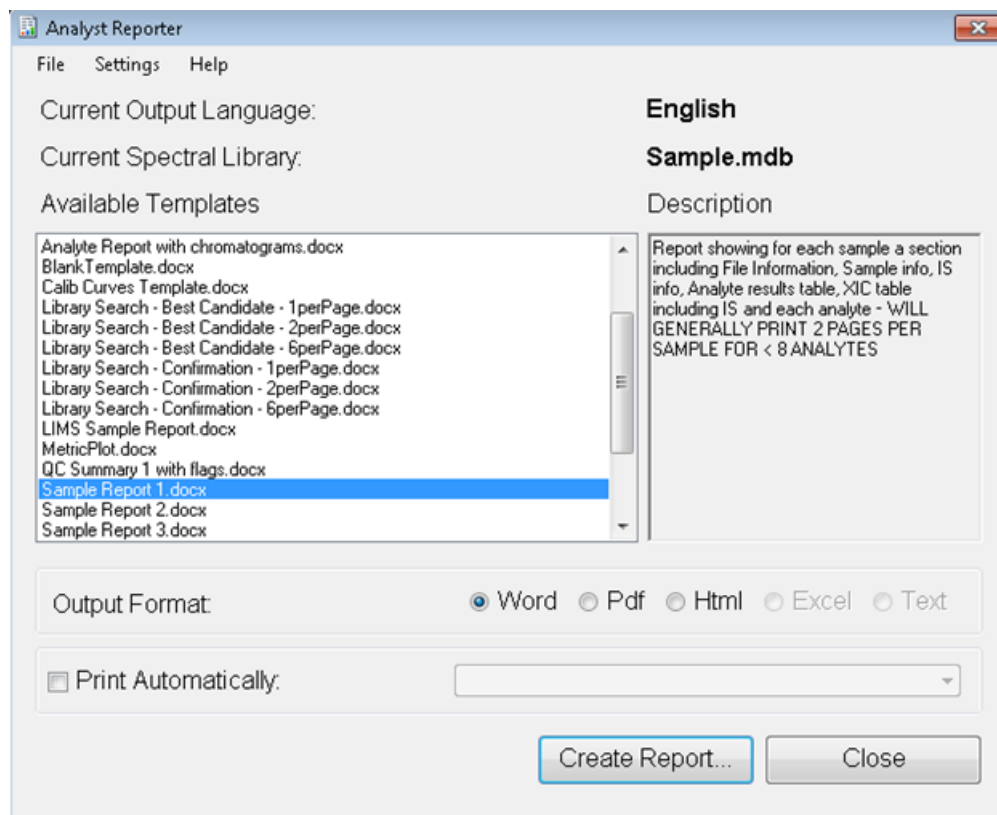 Analyst Reporter
File Settings Help
Current Output Language: English
Current Spectral Library: Sample.mdb
Available Templates
Analyte Report with chromatograms.docx
BlankTemplate.docx
Calib Curves Template.docx
Library Search - Best Candidate - 1perPage.docx
Library Search - Best Candidate - 2perPage.docx
Library Search - Best Candidate - 6perPage.docx
Library Search - Confirmation - 1perPage.docx
Library Search - Confirmation - 2perPage.docx
Library Search - Confirmation - 6perPage.docx
LIMS Sample Report.docx
MetricPlot.docx
QC Summary 1 with flags.docx
Sample Report 1.docx
Sample Report 2.docx
Sample Report 3.docx
Description
Report showing for each sample a section
including File Information, Sample info, IS
info, Analyte results table, XIC table
including IS and each analyte - WILL
GENERALLY PRINT 2 PAGES PER
SAMPLE FOR < 8 ANALYTES
Output Format: Word Pdf Html Excel Text
Print Automatically:
Create Report... Close